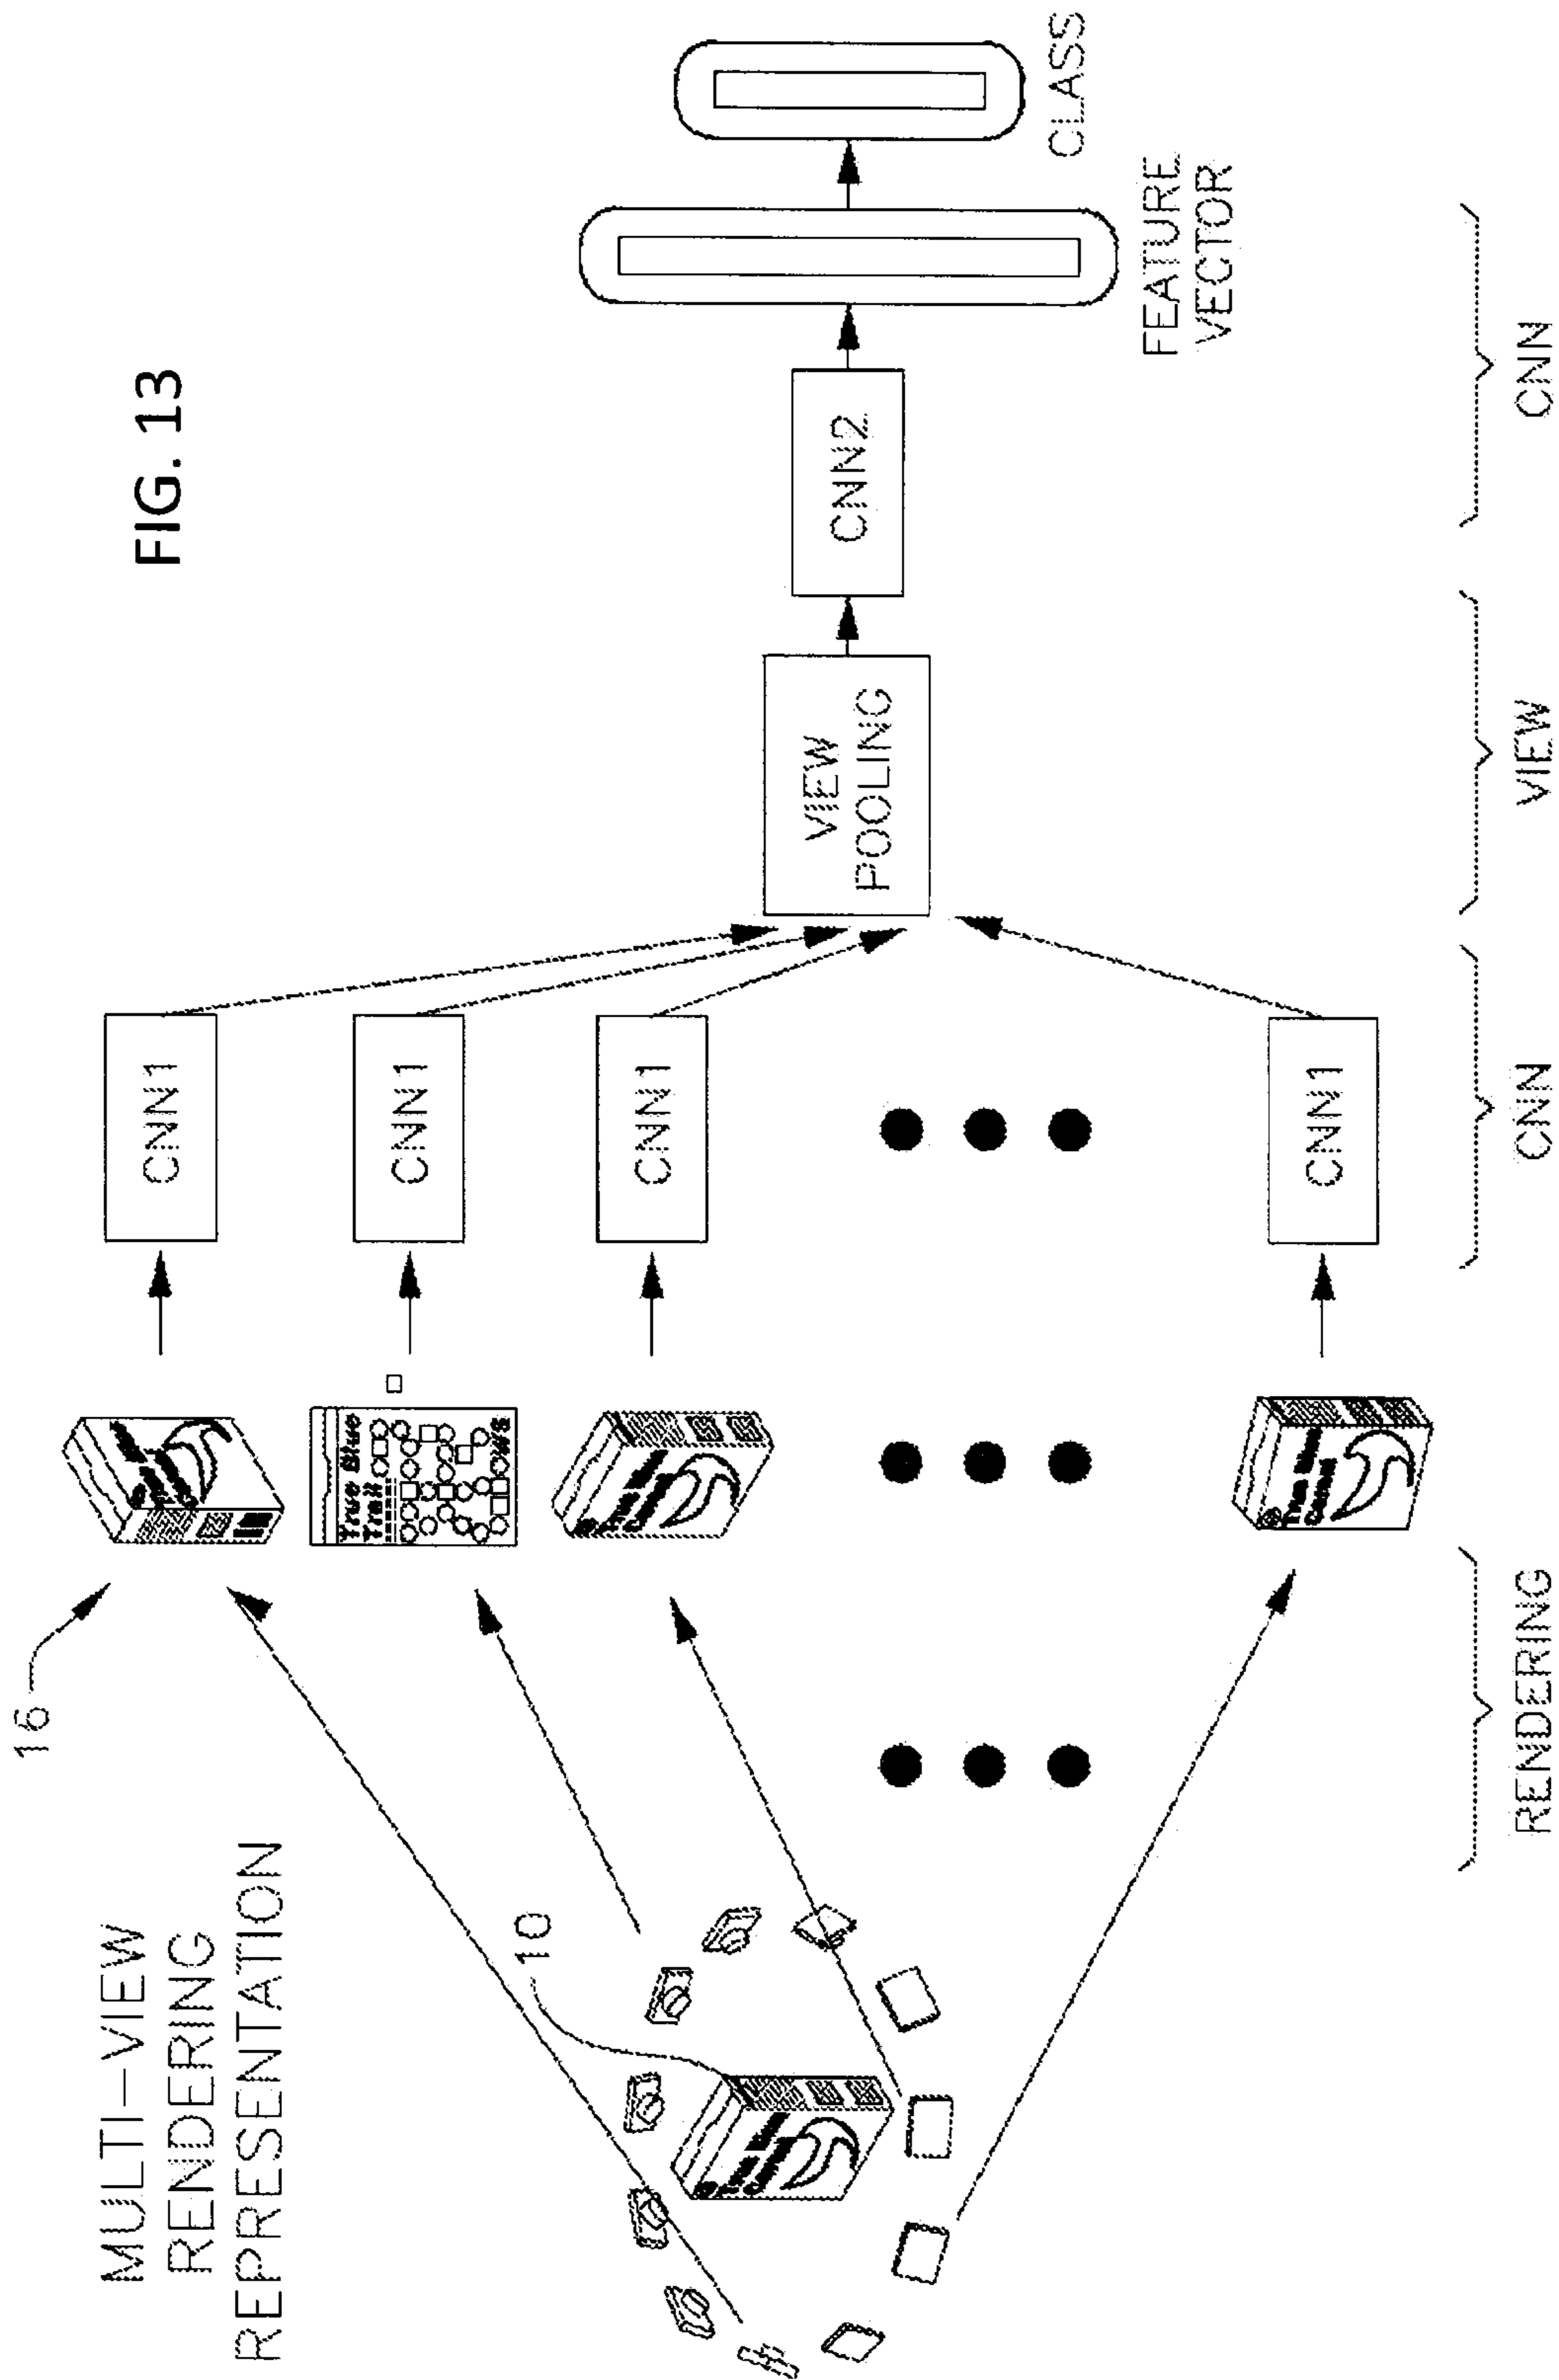 FIG. 13
MULTI-VIEW
RENDERING
REPRESENTATION
16
10
True Blue
Trail
CNN1
CNN1
CNN1
CNN1
VIEW
POOLING
CNN2
FEATURE
VECTOR
CLASS
RENDERING
CNN
VIEW
CNN